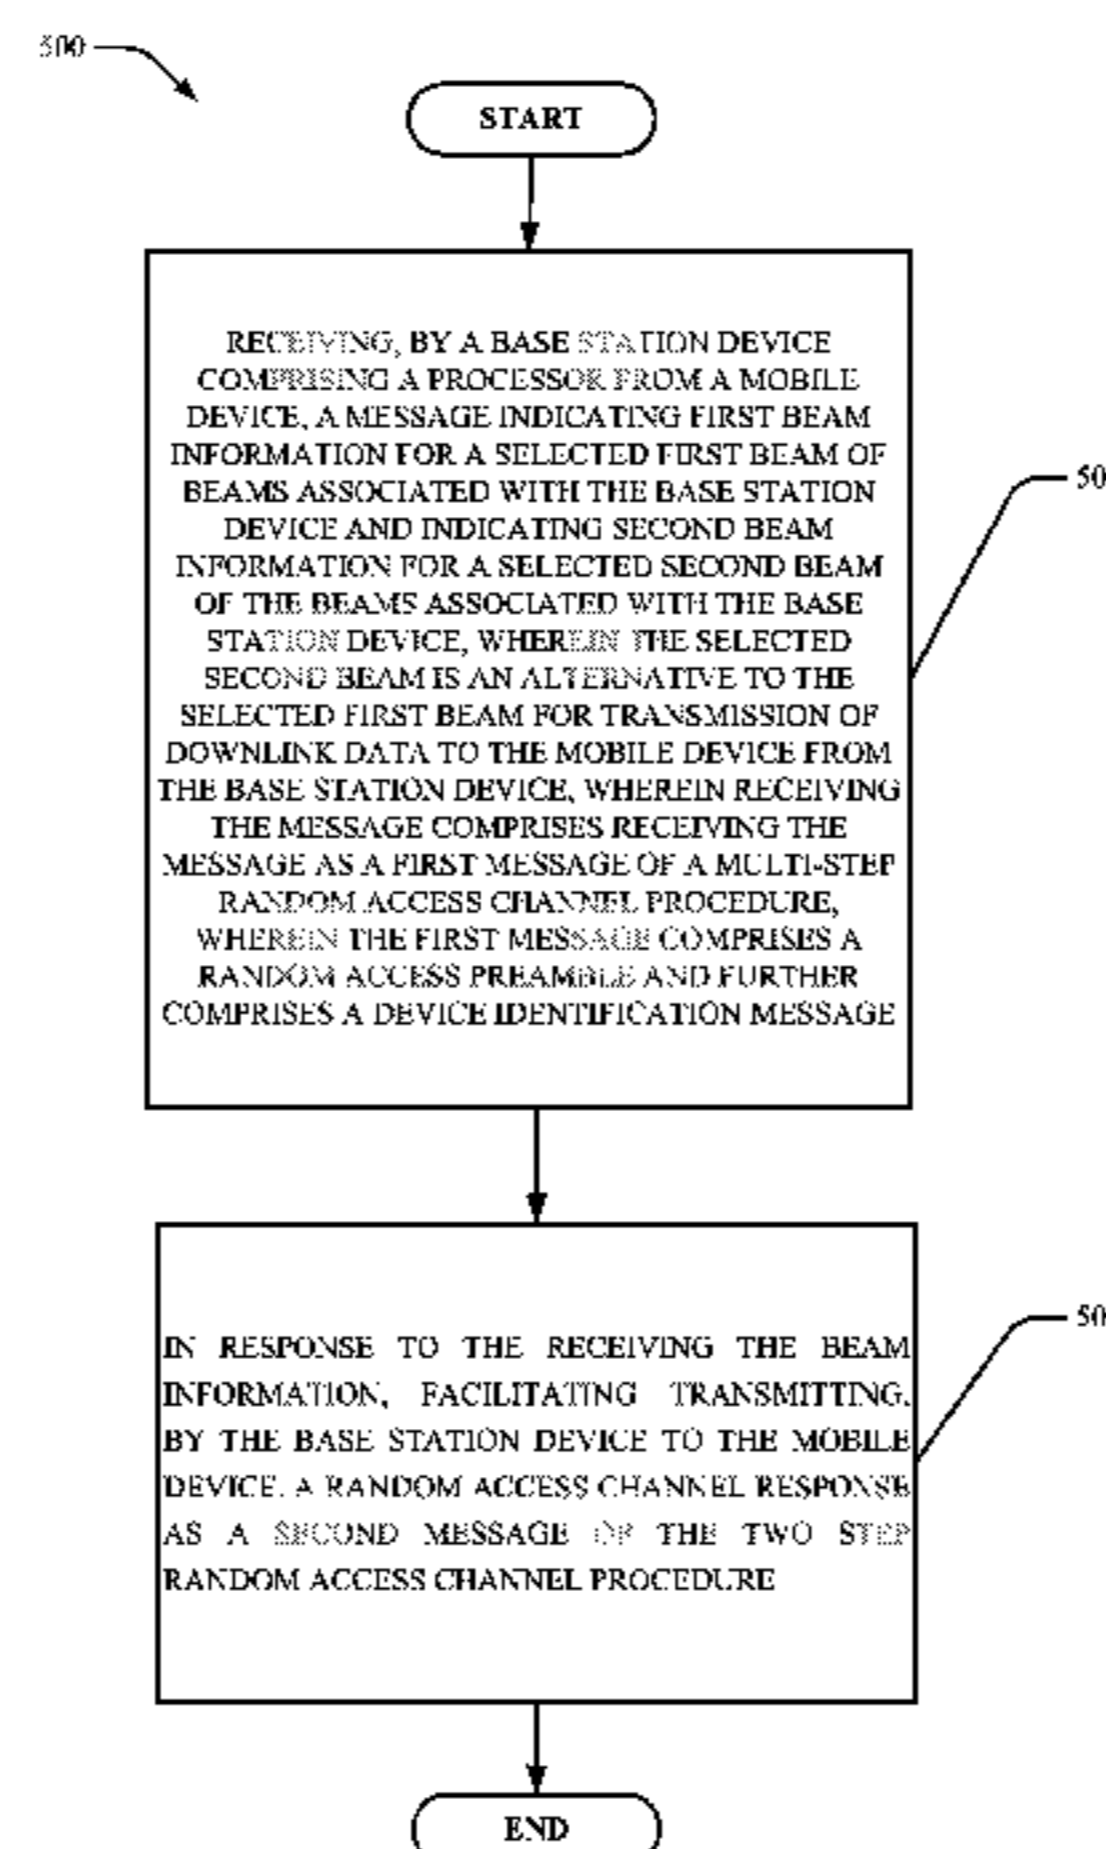 500
START
RECEIVING, BY A BASE STATION DEVICE
COMPRISING A PROCESSOR FROM A MOBILE
DEVICE, A MESSAGE INDICATING FIRST BEAM
INFORMATION FOR A SELECTED FIRST BEAM OF
BEAMS ASSOCIATED WITH THE BASE STATION
DEVICE AND INDICATING SECOND BEAM
INFORMATION FOR A SELECTED SECOND BEAM
OF THE BEAMS ASSOCIATED WITH THE BASE
STATION DEVICE, WHEREIN THE SELECTED
SECOND BEAM IS AN ALTERNATIVE TO THE
SELECTED FIRST BEAM FOR TRANSMISSION OF
DOWNLINK DATA TO THE MOBILE DEVICE FROM
THE BASE STATION DEVICE, WHEREIN RECEIVING
THE MESSAGE COMPRISES RECEIVING THE
MESSAGE AS A FIRST MESSAGE OF A MULTI-STEP
RANDOM ACCESS CHANNEL PROCEDURE,
WHEREIN THE FIRST MESSAGE COMPRISES A
RANDOM ACCESS PREAMBLE AND FURTHER
COMPRISES A DEVICE IDENTIFICATION MESSAGE
50
IN RESPONSE TO THE RECEIVING THE BEAM
INFORMATION, FACILITATING TRANSMITTING,
BY THE BASE STATION DEVICE TO THE MOBILE
DEVICE, A RANDOM ACCESS CHANNEL RESPONSE
AS A SECOND MESSAGE OF THE TWO STEP
RANDOM ACCESS CHANNEL PROCEDURE
50
END